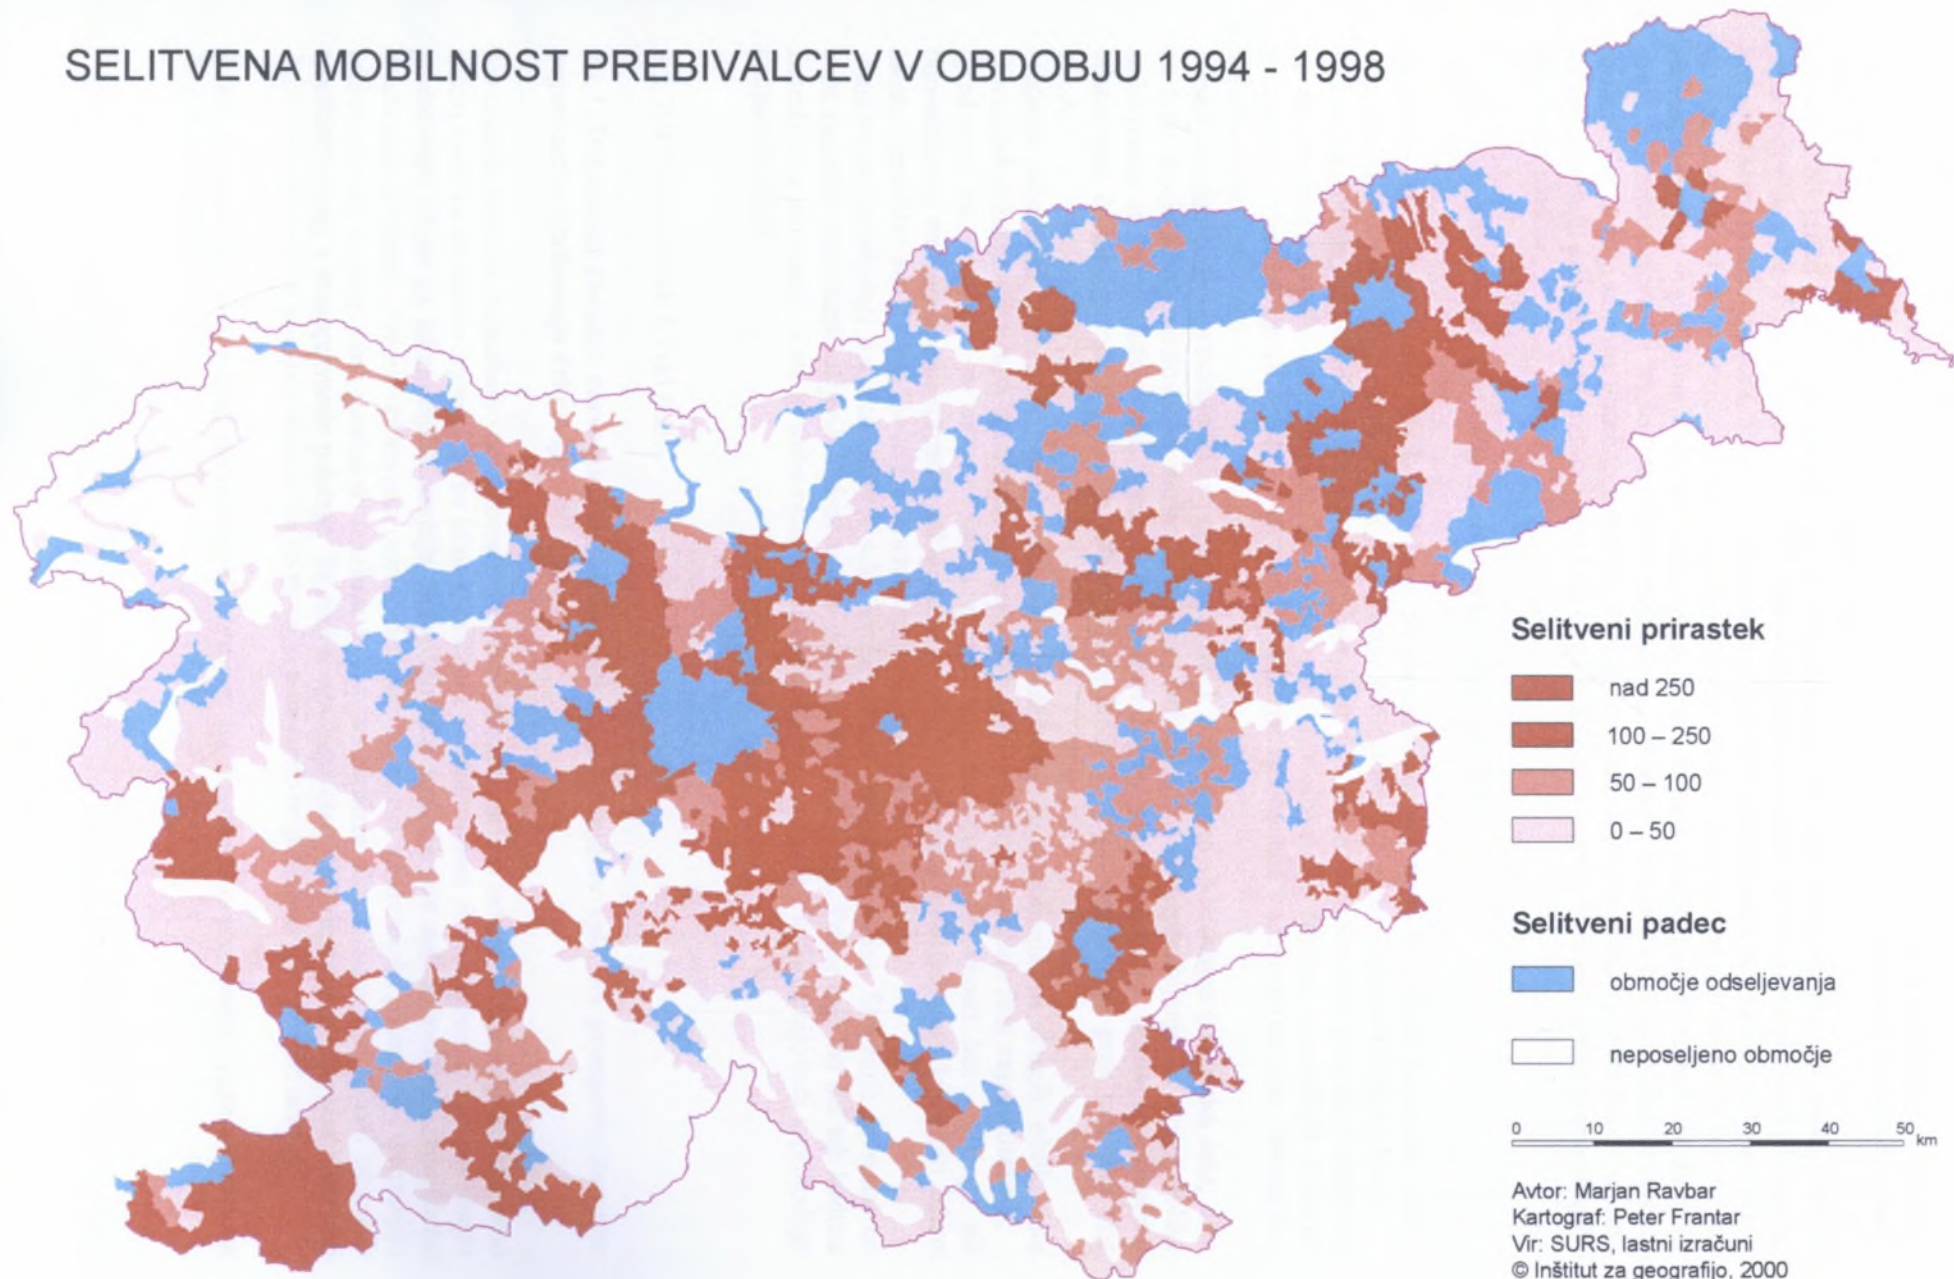 SELITVENA MOBILNOST PREBIVALCEV V OBDOBJU 1994 - 1998
Selitveni prirastek
nad 250
100 – 250
50 – 100
0 – 50
Selitveni padec
območje odseljevanja
neposeljeno območje
0 10 20 30 40 50 km
Avtor: Marjan Ravbar
Kartograf: Peter Frantar
Vir: SURS, lastni izračuni
© Inštitut za geografijo, 2000